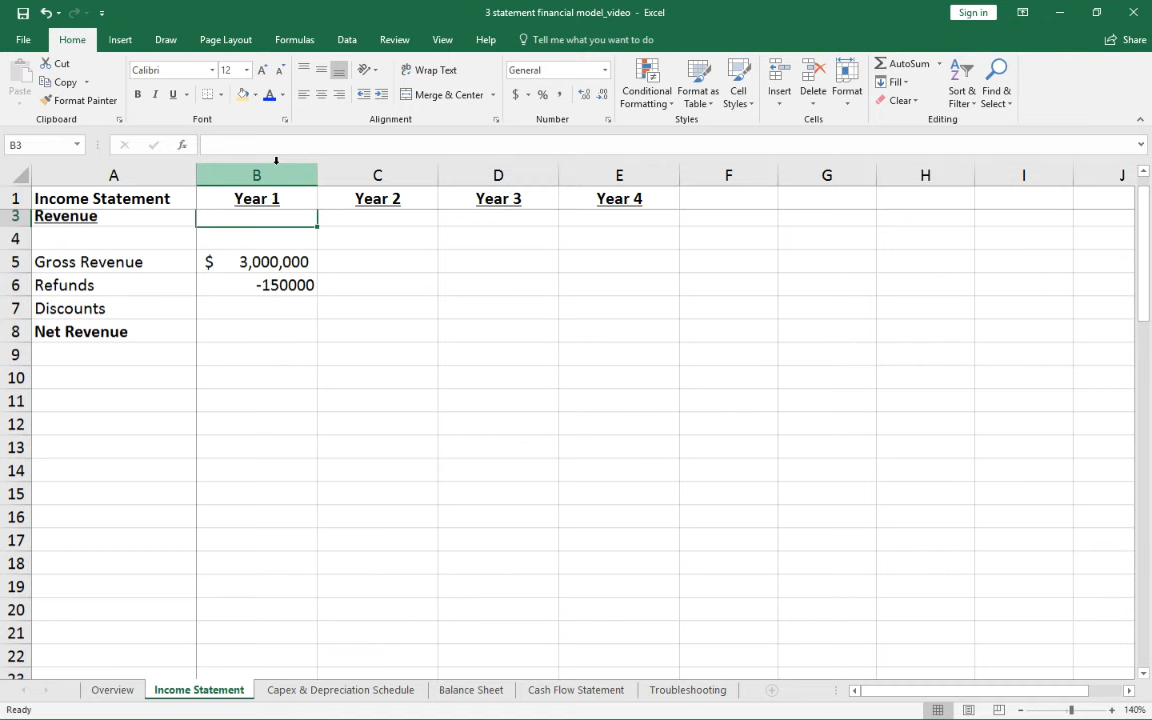 3 statement financial model_video - Excel
Sign in
File Home Insert Draw Page Layout Formulas Data Review View Help Tell me what you want to do Share
Paste
Cut
Copy
Format Painter
Clipboard
Calibri 12
B I U
Font
Wrap Text
Merge & Center
Alignment
General
$ % ,
Number
Conditional Formatting
Format as Table
Cell Styles
Styles
Insert Delete Format
Cells
AutoSum
Fill
Clear
Sort & Filter
Find & Select
Editing
B3
fx
A B C D E F G H I J
1 Income Statement Year 1 Year 2 Year 3 Year 4
3 Revenue
4
5 Gross Revenue $ 3,000,000
6 Refunds -150000
7 Discounts
8 Net Revenue
9
10
11
12
13
14
15
16
17
18
19
20
21
22
23
Overview Income Statement Capex & Depreciation Schedule Balance Sheet Cash Flow Statement Troubleshooting
Ready
140%